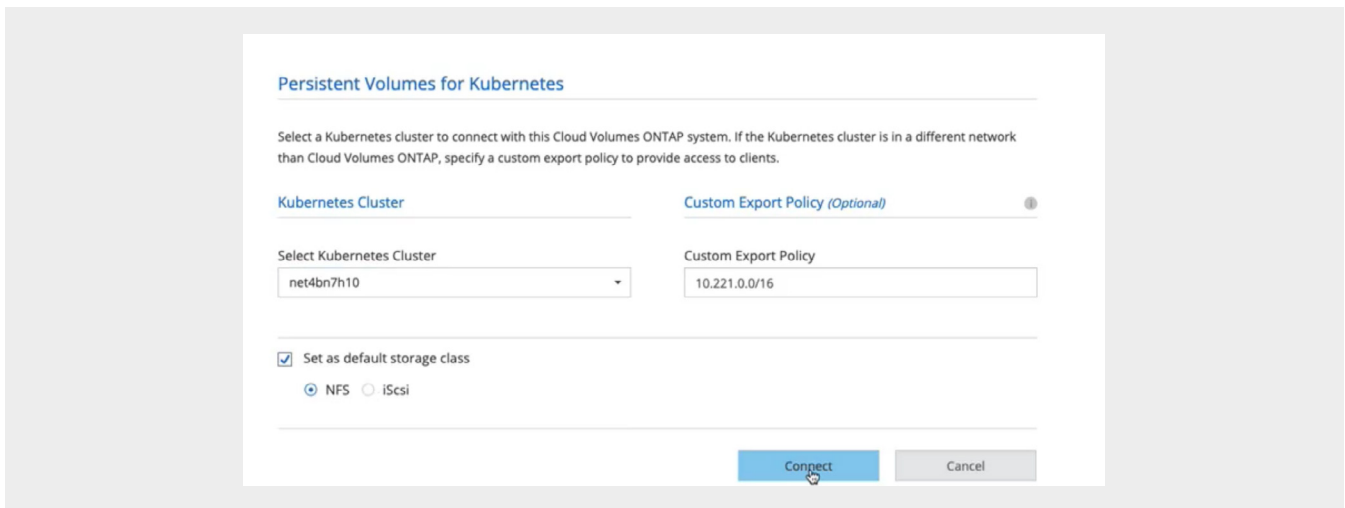 Persistent Volumes for Kubernetes
Select a Kubernetes cluster to connect with this Cloud Volumes ONTAP system. If the Kubernetes cluster is in a different network
than Cloud Volumes ONTAP, specify a custom export policy to provide access to clients.
Kubernetes Cluster
Custom Export Policy (Optional)
Select Kubernetes Cluster
Custom Export Policy
net4bn7h10
10.221.0.0/16
Set as default storage class
NFS
iScsi
Connect
Cancel